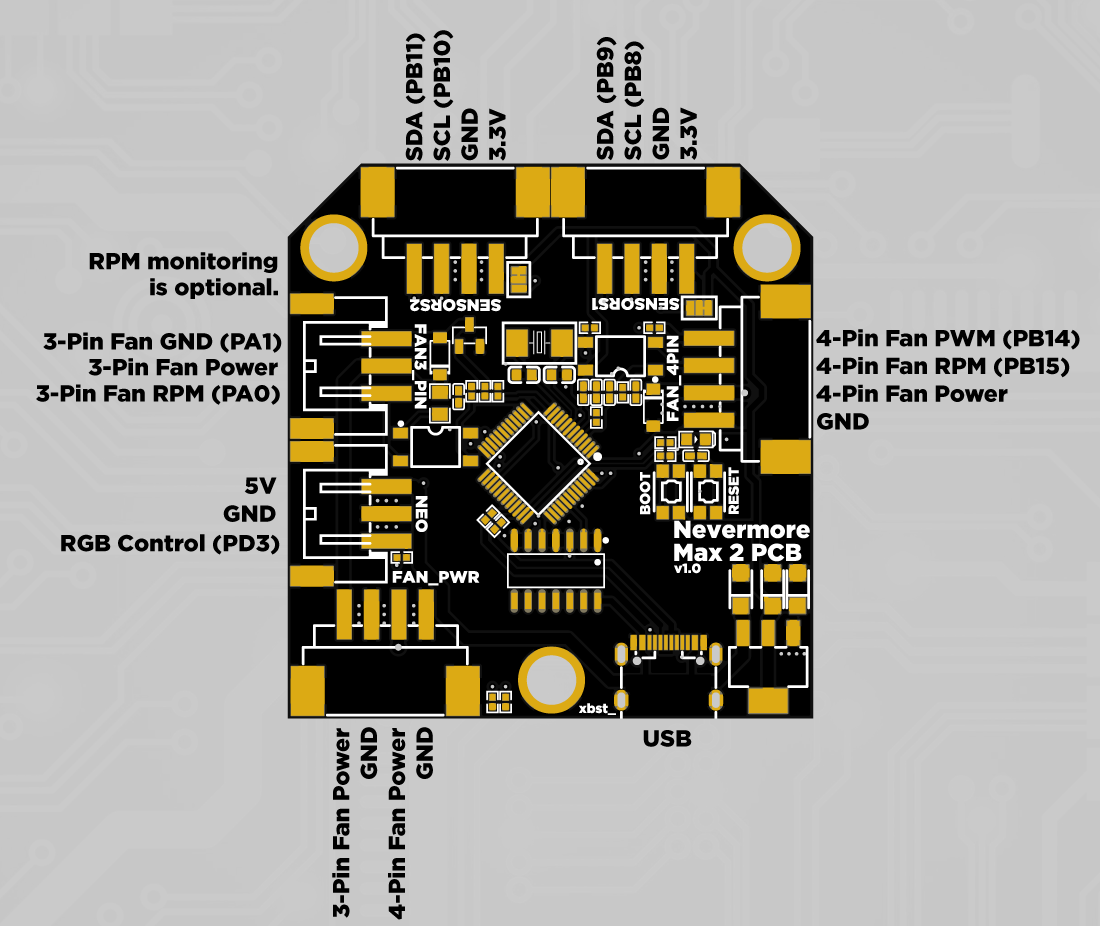 SDA (PB11)
SCL (PB10)
GND
3.3V
SDA (PB9)
SCL (PB8)
GND
3.3V
RPM monitoring
is optional.
SENSORS2
SENSORS1
3-Pin Fan GND (PA1)
3-Pin Fan Power
3-Pin Fan RPM (PA0)
FAN3_PIN
FAN_4PIN
4-Pin Fan PWM (PB14)
4-Pin Fan RPM (PB15)
4-Pin Fan Power
GND
5V
GND
RGB Control (PD3)
NEO
BOOT
RESET
Nevermore
Max 2 PCB
v1.0
FAN_PWR
xbst_
USB
3-Pin Fan Power
GND
4-Pin Fan Power
GND